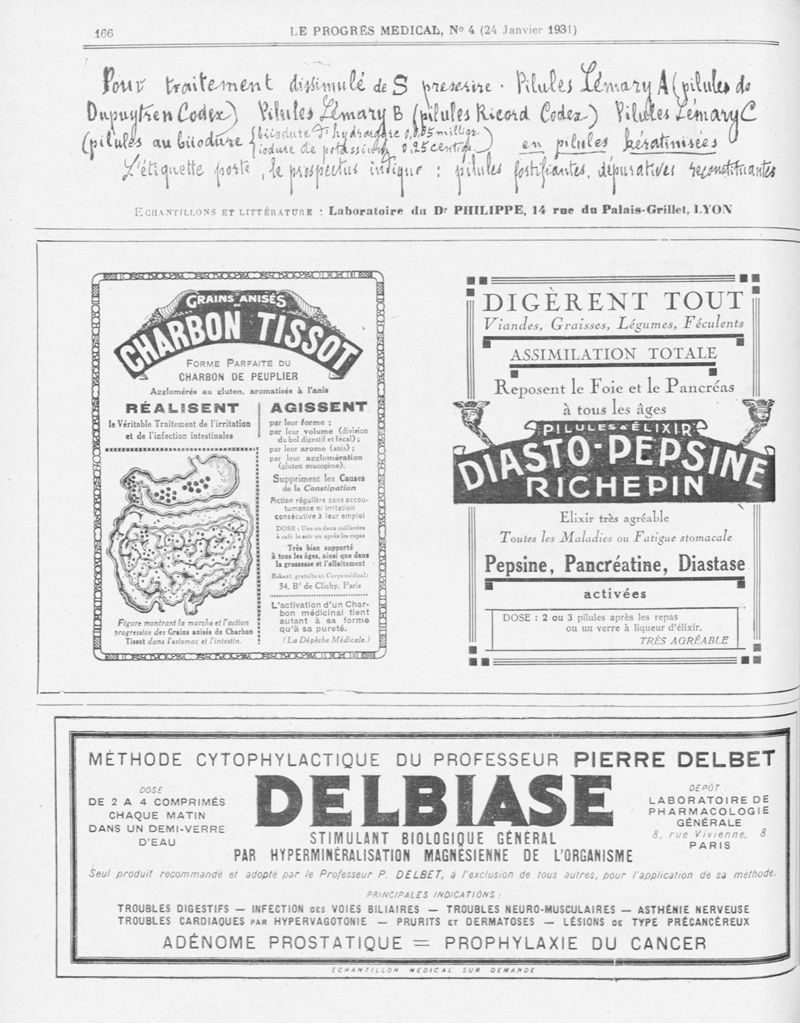 166
LE PROGRÈS MEDICAL, No 4 (24 Janvier 1931)
Pour traitement dissimulé de S prescrire. Pilules Lémary A (pilules de
Dupuytren Codex) Pilules Lémary B (pilules Ricord Codex) Pilules Lémary C
(pilules au biiodure { biiodure d'hydrargyre 0,005 milligr.
iodure de potassium 0,25 centigr. ) en pilules kératinisées
L'étiquette porte, le prospectus indique : pilules fortifiantes, dépuratives reconstituantes
ECHANTILLONS ET LITTÉRATURE : Laboratoire du Dr PHILIPPE, 14 rue du Palais-Grillet, LYON
GRAINS ANISÉS
DE
CHARBON TISSOT
FORME PARFAITE DU
CHARBON DE PEUPLIER
Agglomérés au gluten, aromatisés à l'anis
RÉALISENT
le Véritable Traitement de l'irritation
et de l'infection intestinales
Figure montrant la marche et l'action
progressive des Grains anisés de Charbon
Tissot dans l'estomac et l'intestin.
AGISSENT
par leur forme ;
par leur volume (division
du bol digestif et fécal) ;
par leur arome (anis) ;
par leur agglomération
(gluten mucogène).
Suppriment les Causes
de la Constipation
Action régulière sans accou-
tumance ni irritation
consécutive à leur emploi
DOSE : Une ou deux cuillerées
à café le soir ou après les repas
Très bien supporté
à tous les âges, ainsi que dans
la grossesse et l'allaitement
Echant. gratuits au Corps médical :
34, Bd de Clichy, Paris
L'activation d'un Char-
bon médicinal tient
autant à sa forme
qu'à sa pureté.
(La Dépêche Médicale.)
DIGÈRENT TOUT
Viandes, Graisses, Légumes, Féculents
ASSIMILATION TOTALE
Reposent le Foie et le Pancréas
à tous les âges
PILULES & ÉLIXIR
DIASTO-PEPSINE
RICHEPIN
Elixir très agréable
Toutes les Maladies ou Fatigue stomacale
Pepsine, Pancréatine, Diastase
activées
DOSE : 2 ou 3 pilules après les repas
ou un verre à liqueur d'élixir.
TRÈS AGRÉABLE
MÉTHODE CYTOPHYLACTIQUE DU PROFESSEUR PIERRE DELBET
DOSE
DE 2 A 4 COMPRIMÉS
CHAQUE MATIN
DANS UN DEMI-VERRE
D'EAU
DELBIASE
STIMULANT BIOLOGIQUE GÉNÉRAL
PAR HYPERMINÉRALISATION MAGNÉSIENNE DE L'ORGANISME
DÉPÔT :
LABORATOIRE DE
PHARMACOLOGIE
GÉNÉRALE
8, rue Vivienne, 8
PARIS
Seul produit recommandé et adopté par le Professeur P. DELBET, à l'exclusion de tous autres, pour l'application de sa méthode.
PRINCIPALES INDICATIONS :
TROUBLES DIGESTIFS — INFECTION DES VOIES BILIAIRES — TROUBLES NEURO-MUSCULAIRES — ASTHÉNIE NERVEUSE
TROUBLES CARDIAQUES PAR HYPERVAGOTONIE — PRURITS ET DERMATOSES — LÉSIONS DE TYPE PRÉCANCÉREUX
ADÉNOME PROSTATIQUE = PROPHYLAXIE DU CANCER
ECHANTILLON MÉDICAL SUR DEMANDE